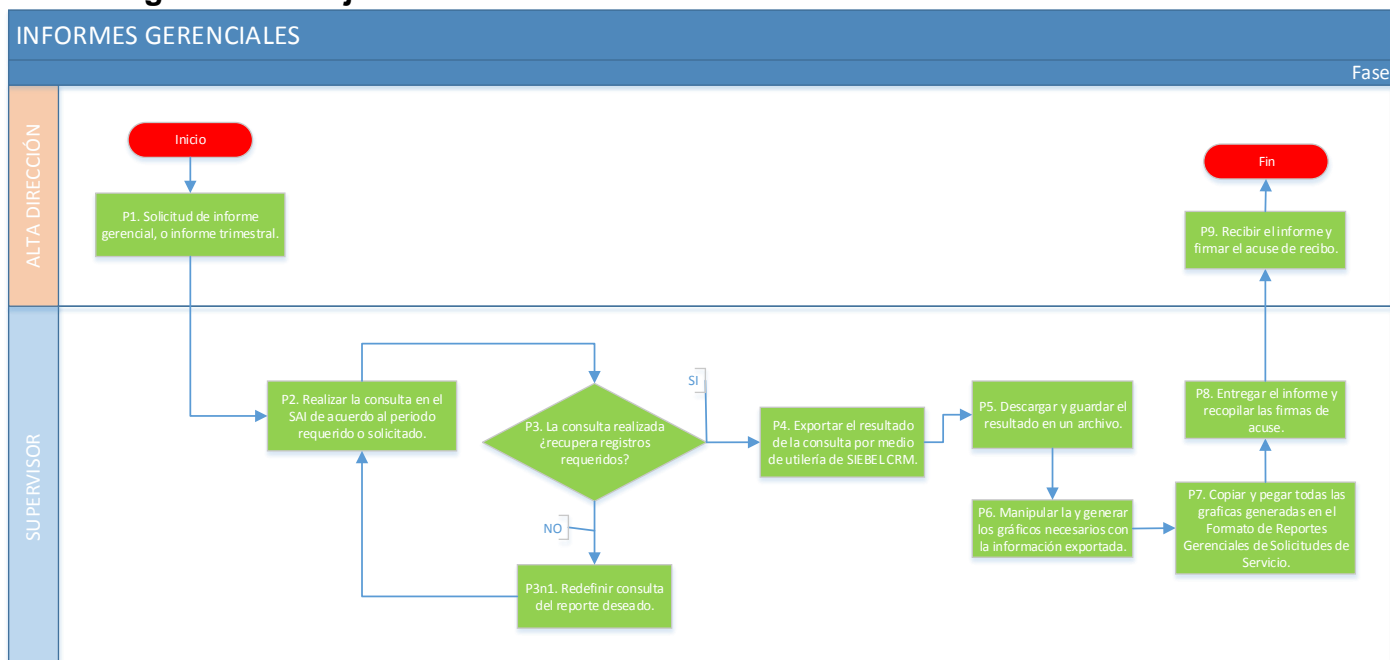 INFORMES GERENCIALES
Fase
ALTA DIRECCIÓN
Inicio
P1. Solicitud de informe
gerencial, o informe trimestral.
Fin
P9. Recibir el informe y
firmar el acuse de recibo.
SUPERVISOR
P2. Realizar la consulta en el
SAI de acuerdo al periodo
requerido o solicitado.
P3. La consulta realizada
¿recupera registros
requeridos?
SI
NO
P3n1. Redefinir consulta
del reporte deseado.
P4. Exportar el resultado
de la consulta por medio
de utilería de SIEBEL CRM.
P5. Descargar y guardar el
resultado en un archivo.
P6. Manipular la y generar
los gráficos necesarios con
la información exportada.
P7. Copiar y pegar todas las
graficas generadas en el
Formato de Reportes
Gerenciales de Solicitudes de
Servicio.
P8. Entregar el informe y
recopilar las firmas de
acuse.